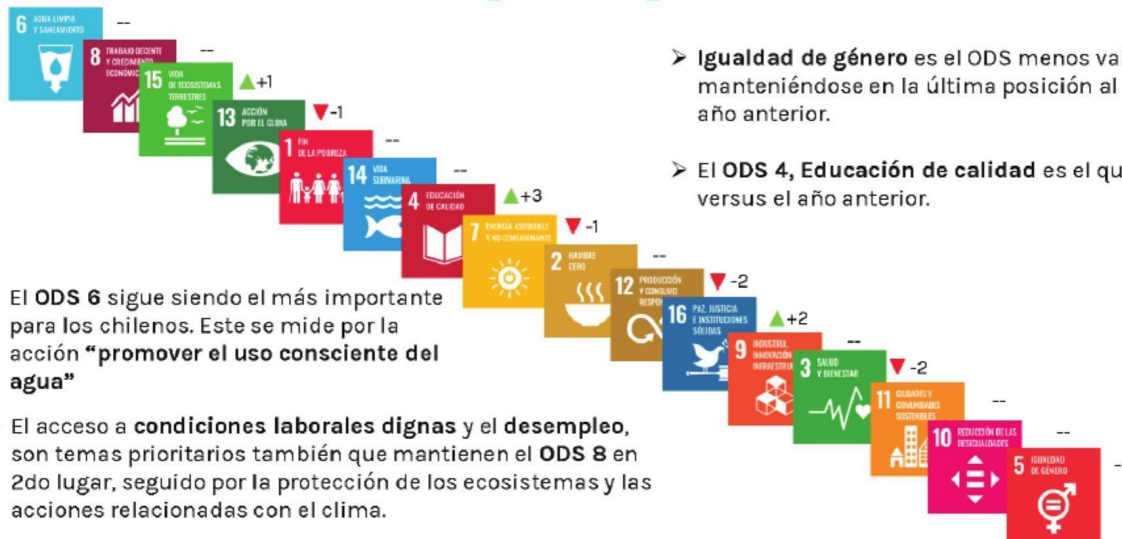 6 AGUA LIMPIA
Y SANEAMIENTO
--
8 TRABAJO DECENTE
Y CRECIMIENTO
ECONÓMICO
--
15 VIDA
DE ECOSISTEMAS
TERRESTRES
+1
13 ACCIÓN
POR EL CLIMA
-1
1 FIN
DE LA POBREZA
--
14 VIDA
SUBMARINA
--
4 EDUCACIÓN
DE CALIDAD
+3
7 ENERGÍA ASEQUIBLE
Y NO CONTAMINANTE
-1
2 HAMBRE
CERO
--
12 PRODUCCIÓN
Y CONSUMO
-2
16 PAZ, JUSTICIA
E INSTITUCIONES
SÓLIDAS
+2
9 INDUSTRIA,
INNOVACIÓN
--
3 SALUD
Y BIENESTAR
-2
11 CIUDADES Y
COMUNIDADES
SOSTENIBLES
--
10 REDUCCIÓN DE LAS
DESIGUALDADES
--
5 IGUALDAD
DE GÉNERO
➤ Igualdad de género es el ODS menos
manteniéndose en la última posición al
año anterior.
➤ El ODS 4, Educación de calidad es el
versus el año anterior.
El ODS 6 sigue siendo el más importante
para los chilenos. Este se mide por la
acción “promover el uso consciente del
agua”
El acceso a condiciones laborales dignas y el desempleo,
son temas prioritarios también que mantienen el ODS 8 en
2do lugar, seguido por la protección de los ecosistemas y las
acciones relacionadas con el clima.